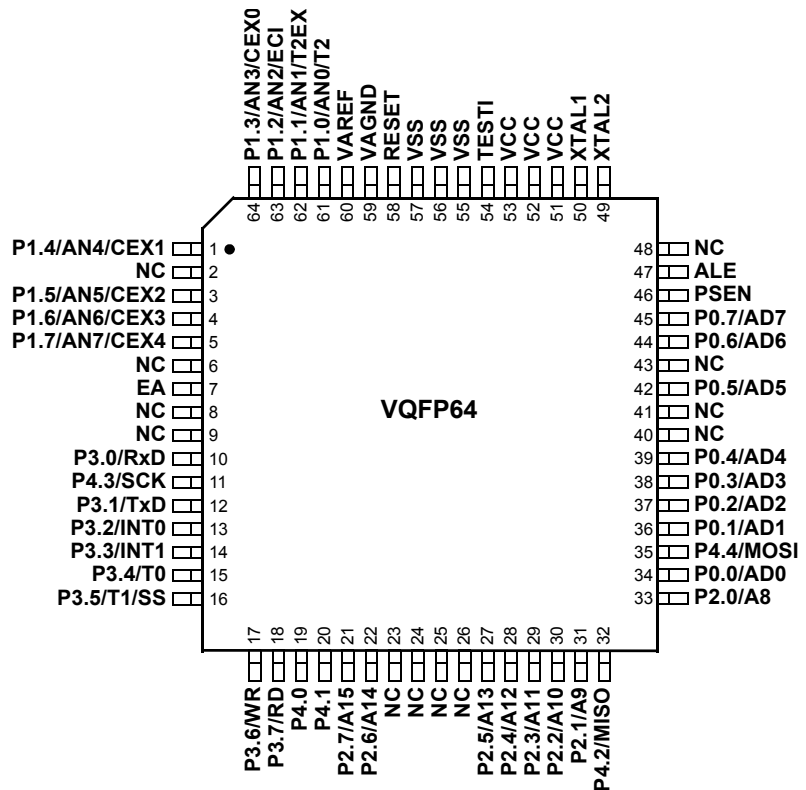 P1.3/AN3/CEX0
P1.2/AN2/ECI
P1.1/AN1/T2EX
P1.0/AN0/T2
VAREF
VAGND
RESET
VSS
VSS
VSS
TESTI
VCC
VCC
VCC
XTAL1
XTAL2
64
63
62
61
60
59
58
57
56
55
54
53
52
51
50
49
P1.4/AN4/CEX1 1
NC 2
P1.5/AN5/CEX2 3
P1.6/AN6/CEX3 4
P1.7/AN7/CEX4 5
NC 6
EA 7
NC 8
NC 9
P3.0/RxD 10
P4.3/SCK 11
P3.1/TxD 12
P3.2/INT0 13
P3.3/INT1 14
P3.4/T0 15
P3.5/T1/SS 16
VQFP64
48 NC
47 ALE
46 PSEN
45 P0.7/AD7
44 P0.6/AD6
43 NC
42 P0.5/AD5
41 NC
40 NC
39 P0.4/AD4
38 P0.3/AD3
37 P0.2/AD2
36 P0.1/AD1
35 P4.4/MOSI
34 P0.0/AD0
33 P2.0/A8
17
18
19
20
21
22
23
24
25
26
27
28
29
30
31
32
P3.6/WR
P3.7/RD
P4.0
P4.1
P2.7/A15
P2.6/A14
NC
NC
NC
NC
P2.5/A13
P2.4/A12
P2.3/A11
P2.2/A10
P2.1/A9
P4.2/MISO